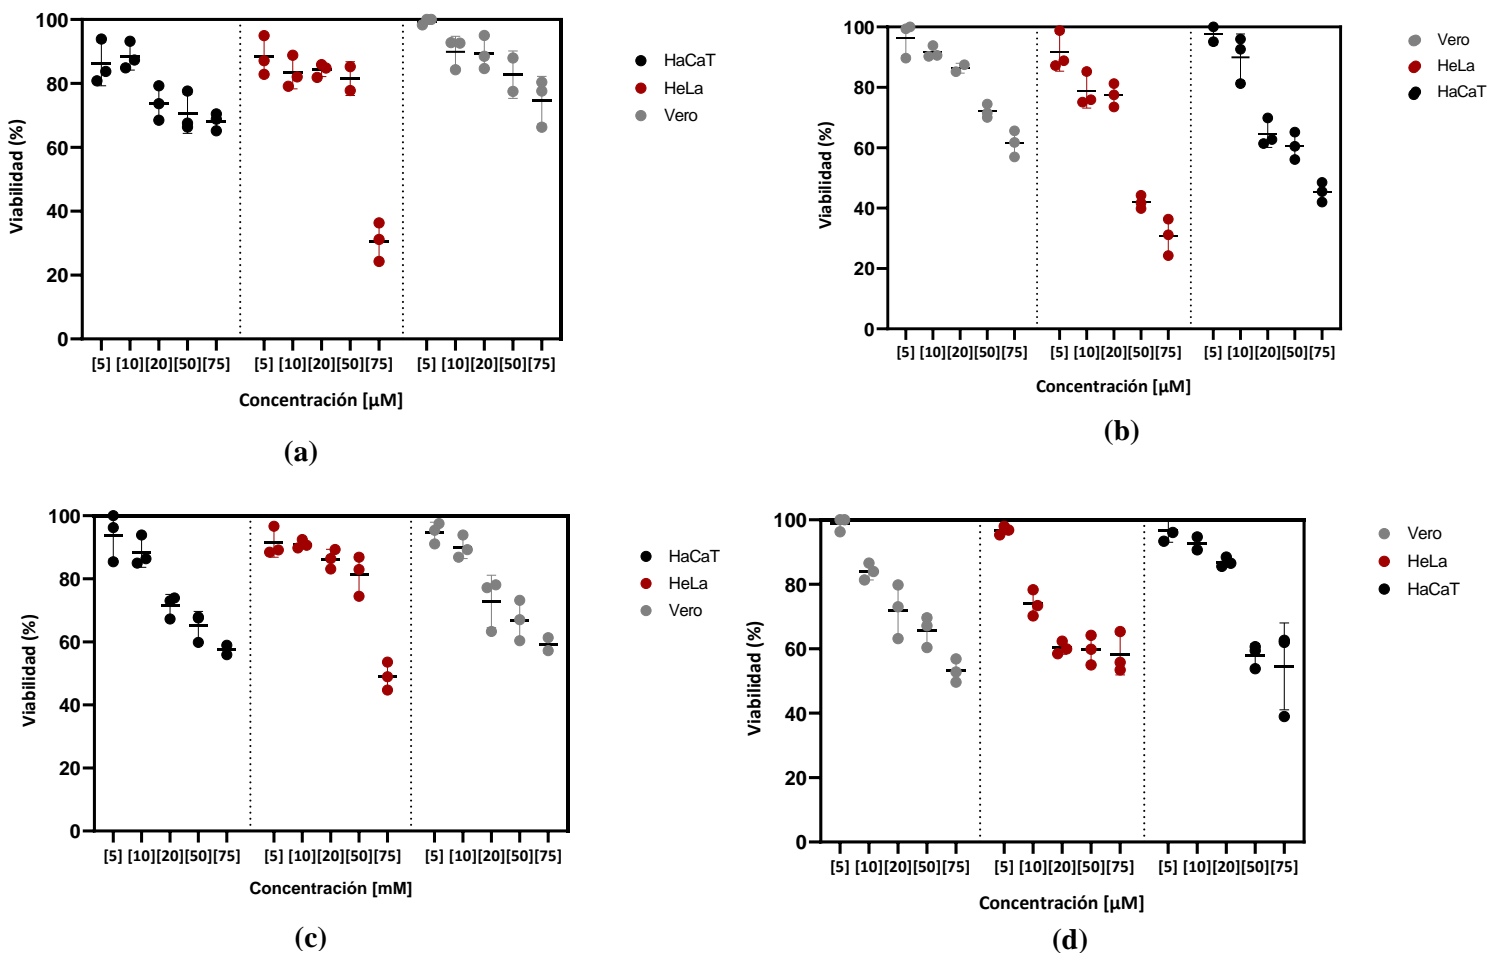 100
80
60
40
20
0
Viabilidad (%)
[5] [10][20][50][75] [5] [10][20][50][75] [5] [10][20][50][75]
Concentración [µM]
HaCaT
HeLa
Vero
(a)
100
80
60
40
20
0
Viabilidad (%)
[5] [10][20][50][75] [5] [10][20][50][75] [5] [10][20][50][75]
Concentración [µM]
Vero
HeLa
HaCaT
(b)
100
80
60
40
20
0
Viabilidad (%)
[5] [10][20][50][75] [5] [10][20][50][75] [5] [10][20][50][75]
Concentración [mM]
HaCaT
HeLa
Vero
(c)
100
80
60
40
20
0
Viabilidad (%)
[5] [10][20][50][75] [5] [10][20][50][75] [5] [10][20][50][75]
Concentración [µM]
Vero
HeLa
HaCaT
(d)